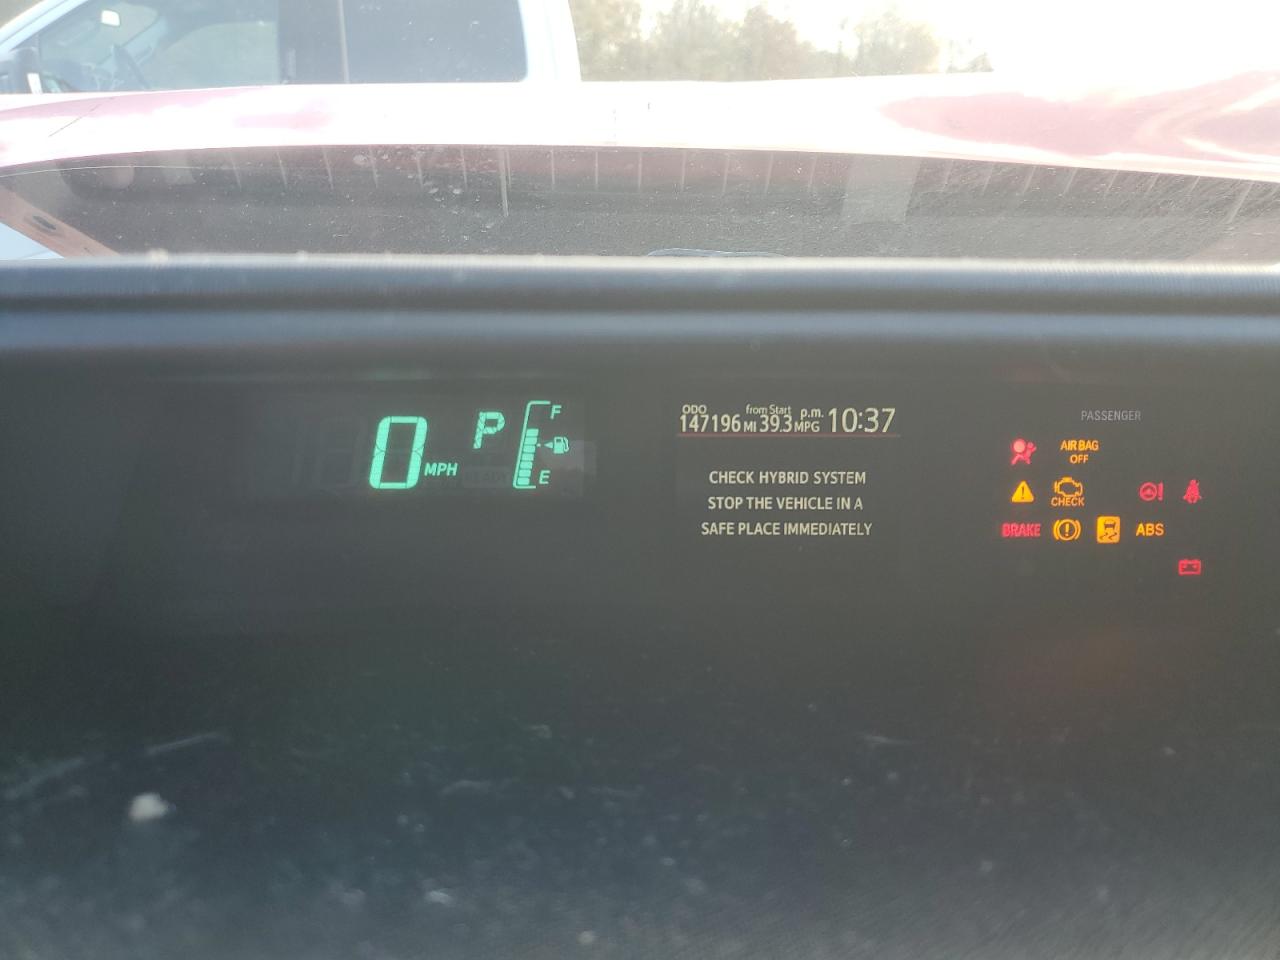 0 MPH P F E
ODO 147196 MI from Start 39.3 MPG p.m. 10:37
CHECK HYBRID SYSTEM
STOP THE VEHICLE IN A
SAFE PLACE IMMEDIATELY
PASSENGER
AIR BAG
OFF
CHECK
BRAKE ABS
READY